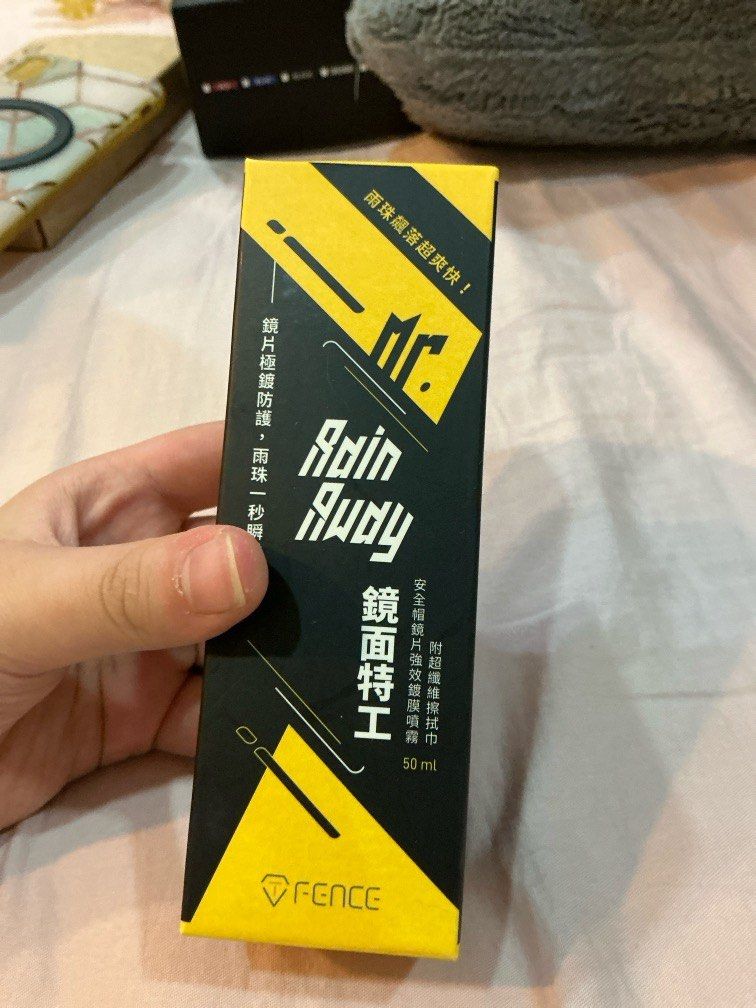 雨珠飆落超爽快！
Mr.
Rain
Away
鏡片極鍍防護，雨珠一秒瞬
鏡面特工
安全帽鏡片強效鍍膜噴霧
附超纖維擦拭巾
50 ml
FENCE